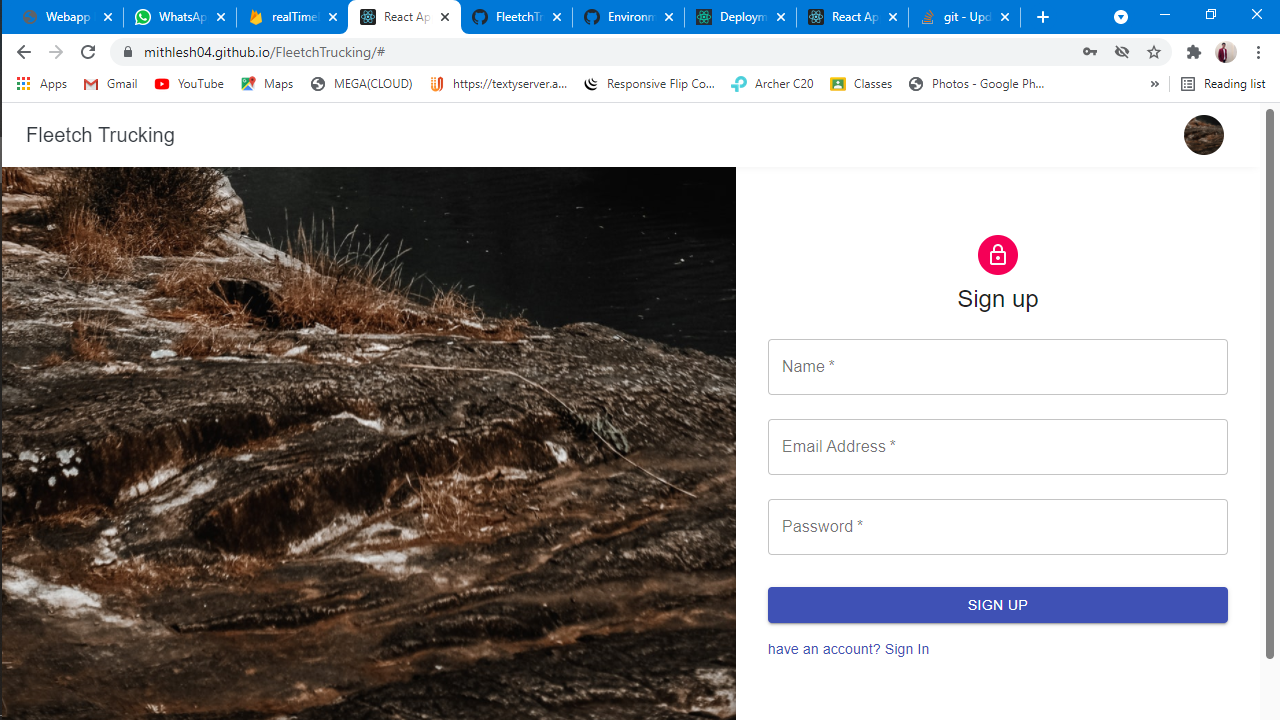 Webapp WhatsAp realTimel React Ap FleetchTr Environm Deploym React Ap git - Upd
mithlesh04.github.io/FleetchTrucking/#
Apps Gmail YouTube Maps MEGA(CLOUD) https://textyserver.a... Responsive Flip Co... Archer C20 Classes Photos - Google Ph... » Reading list
Fleetch Trucking
Sign up
Name *
Email Address *
Password *
SIGN UP
have an account? Sign In